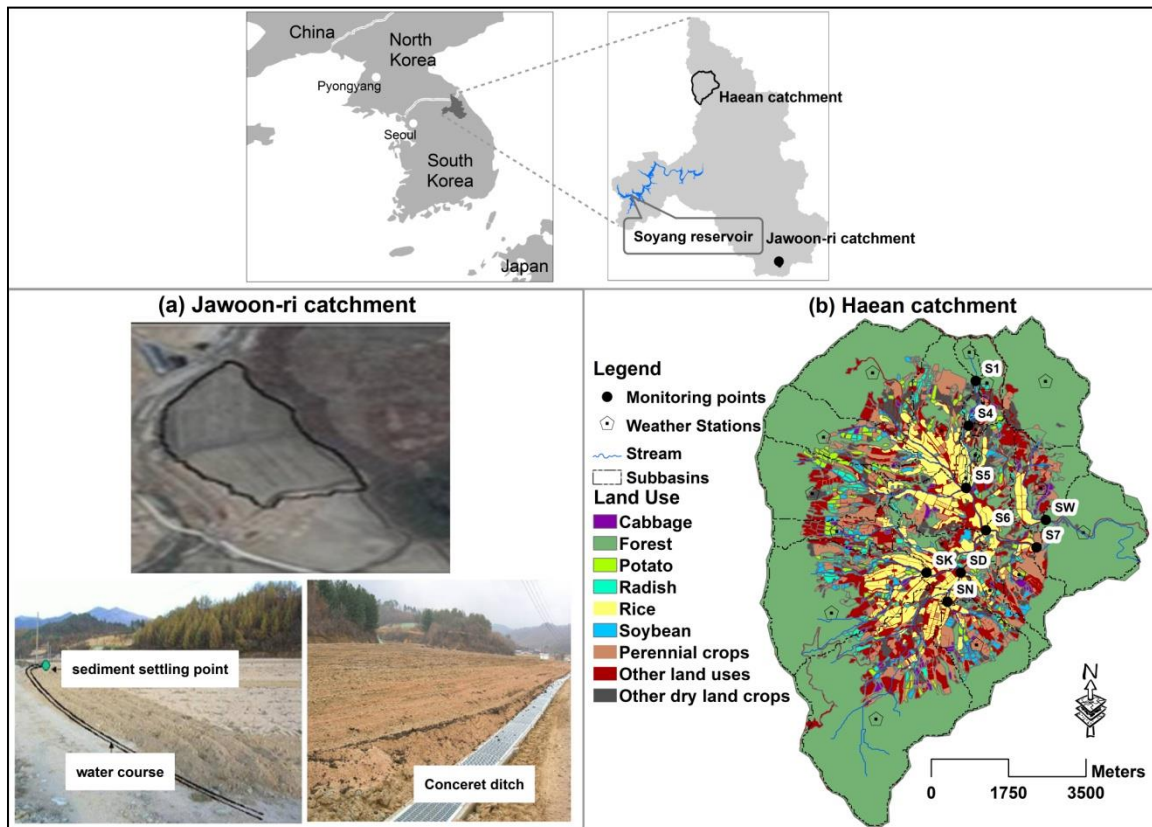 China
North
Korea
Pyongyang
Seoul
South
Korea
Japan
Haean catchment
Soyang reservoir
Jawoon-ri catchment
(a) Jawoon-ri catchment
sediment settling point
water course
Conceret ditch
(b) Haean catchment
Legend
Monitoring points
Weather Stations
Stream
Subbasins
Land Use
Cabbage
Forest
Potato
Radish
Rice
Soybean
Perennial crops
Other land uses
Other dry land crops
S1
S4
S5
S6
SW
S7
SK
SD
SN
N
Meters
0 1750 3500